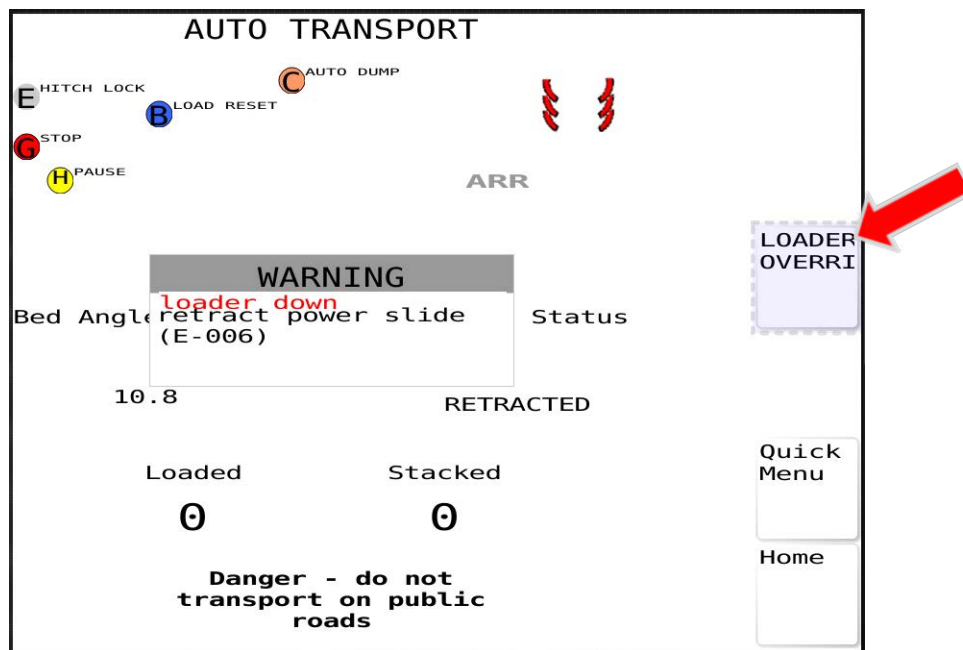 AUTO TRANSPORT
C AUTO DUMP
E HITCH LOCK
B LOAD RESET
G STOP
H PAUSE
ARR
LOADER
OVERRI
WARNING
loader down
retract power slide
(E-006)
Bed Angle
Status
10.8
RETRACTED
Quick
Menu
Loaded
Stacked
0
0
Home
Danger - do not
transport on public
roads